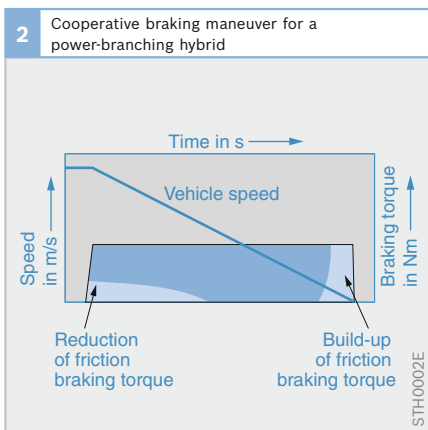 2
Cooperative braking maneuver for a
power-branching hybrid
Time in s
Vehicle speed
Speed
in m/s
Braking torque
in Nm
Reduction
of friction
braking torque
Build-up
of friction
braking torque
STH0002E